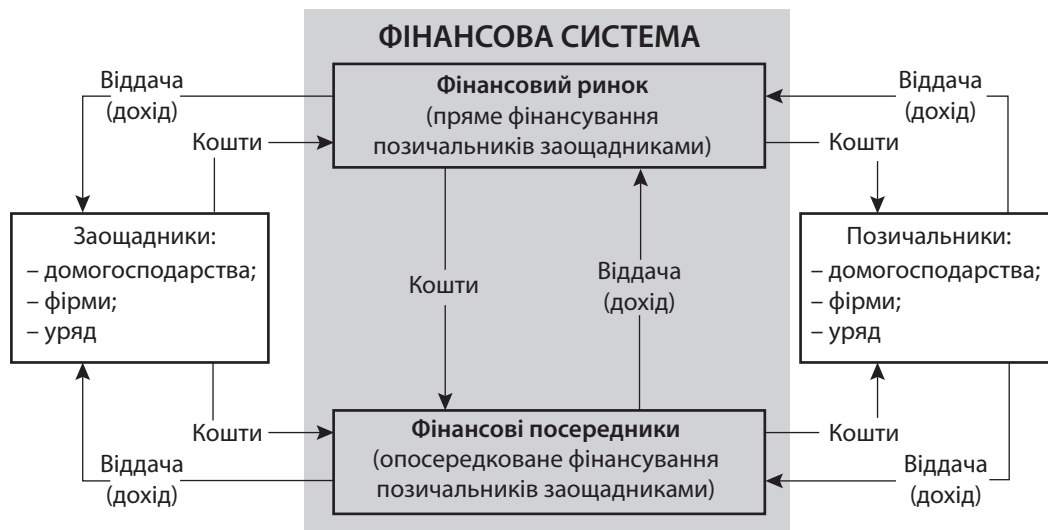 ФІНАНСОВА СИСТЕМА
Віддача
(дохід)
Фінансовий ринок
(пряме фінансування
позичальників заощадниками)
Віддача
(дохід)
Кошти
Кошти
Заощадники:
– домогосподарства;
– фірми;
– уряд
Кошти
Віддача
(дохід)
Позичальники:
– домогосподарства;
– фірми;
– уряд
Кошти
Фінансові посередники
(опосередковане фінансування
позичальників заощадниками)
Кошти
Віддача
(дохід)
Віддача
(дохід)